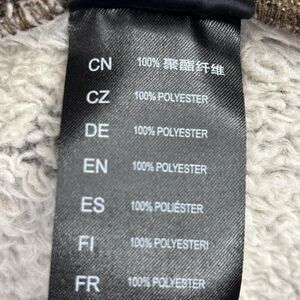 CN 100% 聚酯纤维
CZ 100% POLYESTER
DE 100% POLYESTER
EN 100% POLYESTER
ES 100% POLIÉSTER
FI 100% POLYESTERI
FR 100% POLYESTER